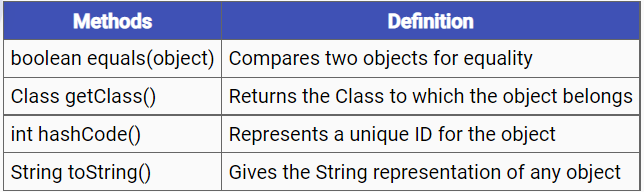 Methods Definition
boolean equals(object) Compares two objects for equality
Class getClass() Returns the Class to which the object belongs
int hashCode() Represents a unique ID for the object
String toString() Gives the String representation of any object